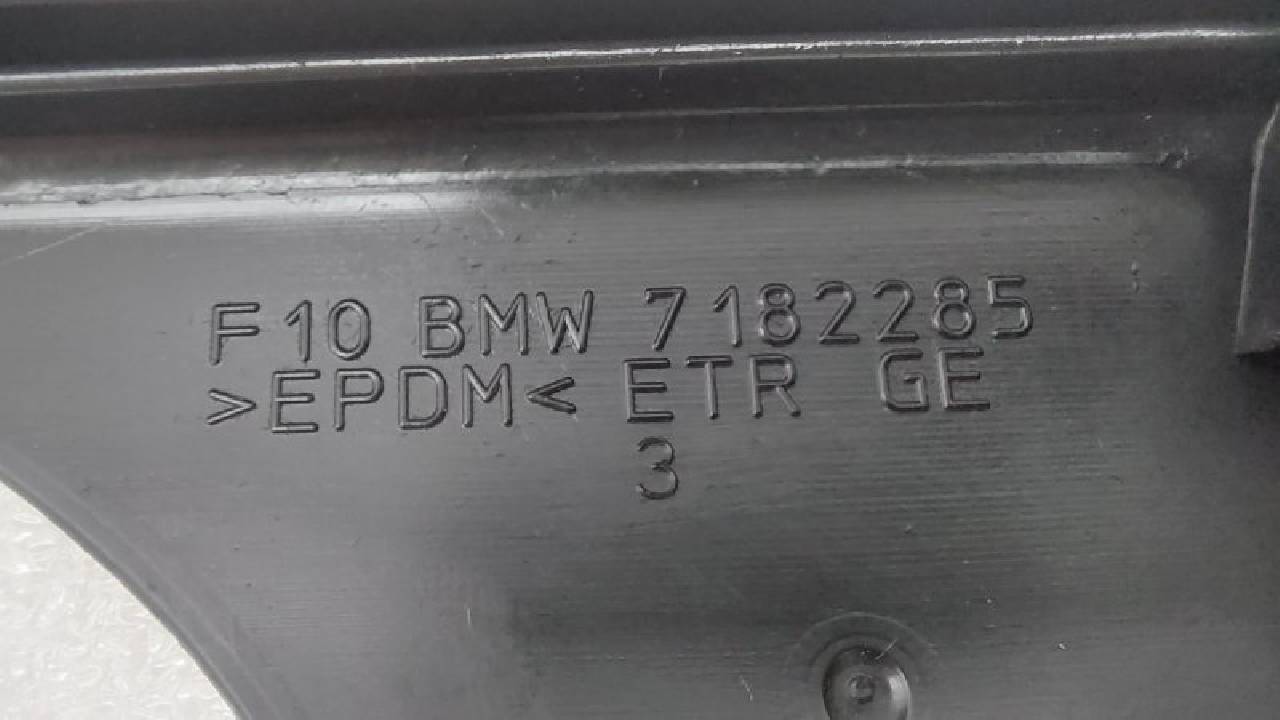 F10 BMW 7182285
>EPDM< ETR GE
3